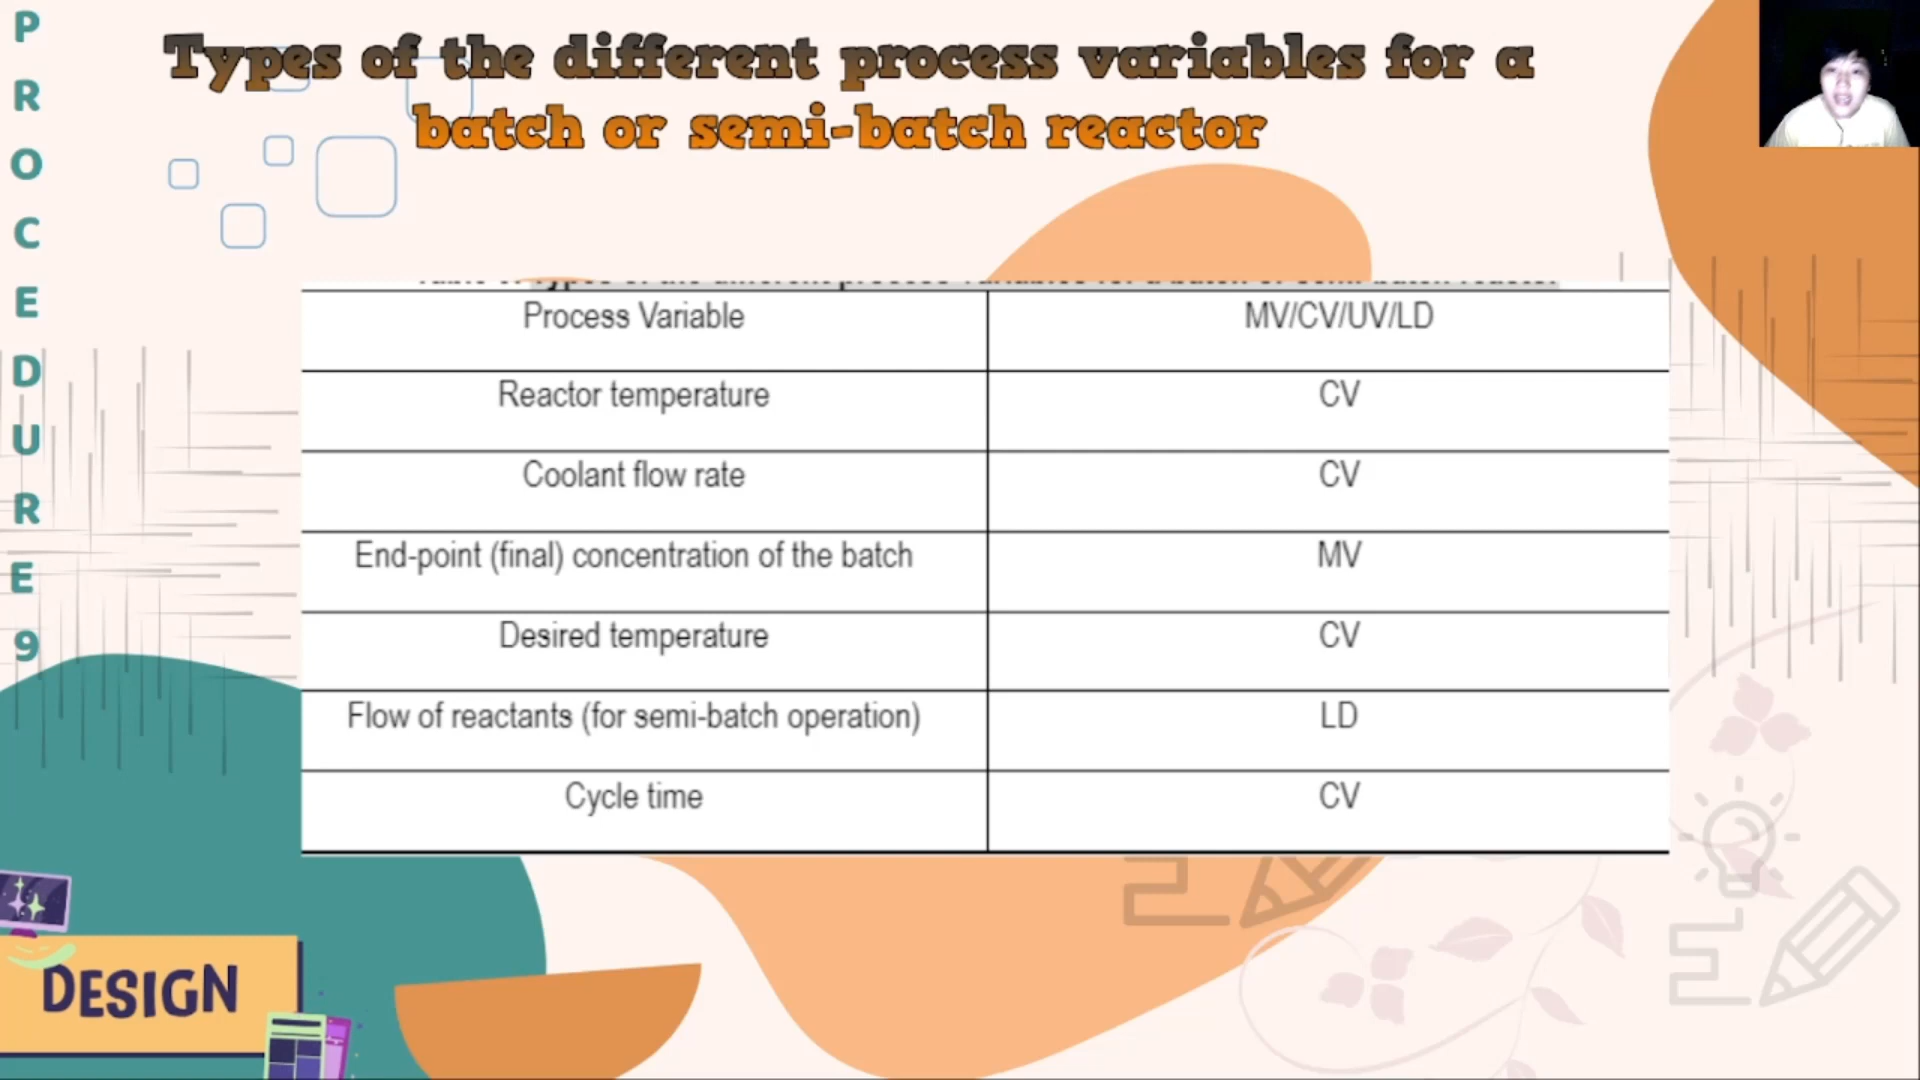 PROCEDURE 9
Types of the different process variables for a
batch or semi-batch reactor
Process Variable
MV/CV/UV/LD
Reactor temperature
CV
Coolant flow rate
CV
End-point (final) concentration of the batch
MV
Desired temperature
CV
Flow of reactants (for semi-batch operation)
LD
Cycle time
CV
DESIGN